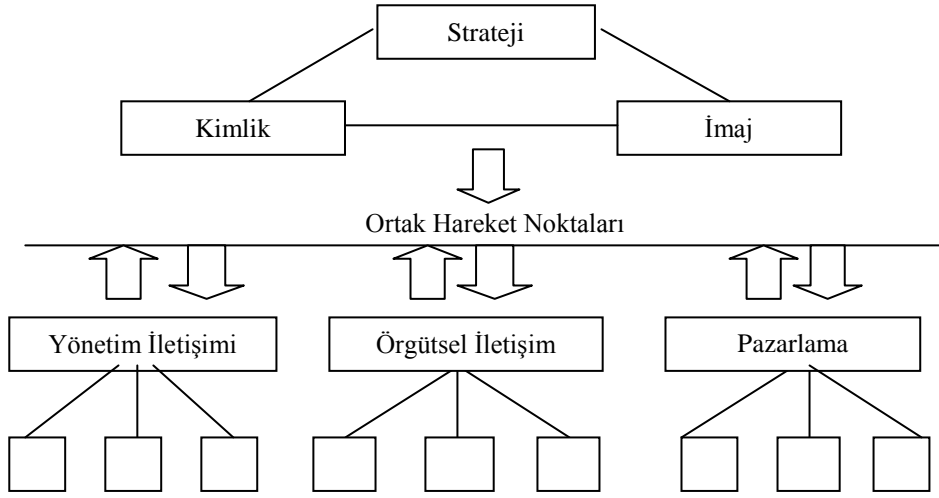 Strateji
Kimlik
İmaj
Ortak Hareket Noktaları
Yönetim İletişimi
Örgütsel İletişim
Pazarlama